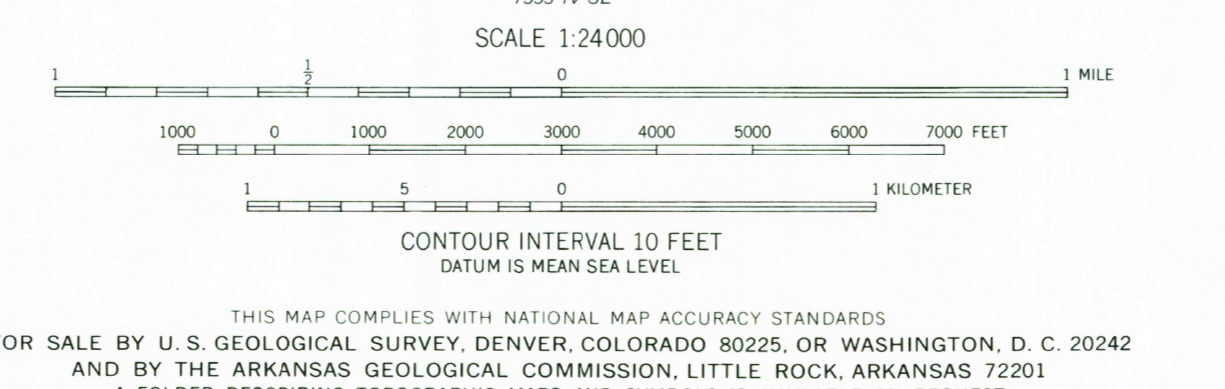 SCALE 1:24000
1 1/2 0 1 MILE
1000 0 1000 2000 3000 4000 5000 6000 7000 FEET
1 5 0 1 KILOMETER
CONTOUR INTERVAL 10 FEET
DATUM IS MEAN SEA LEVEL
THIS MAP COMPLIES WITH NATIONAL MAP ACCURACY STANDARDS
OR SALE BY U. S. GEOLOGICAL SURVEY, DENVER, COLORADO 80225, OR WASHINGTON, D. C. 20242
AND BY THE ARKANSAS GEOLOGICAL COMMISSION, LITTLE ROCK, ARKANSAS 72201